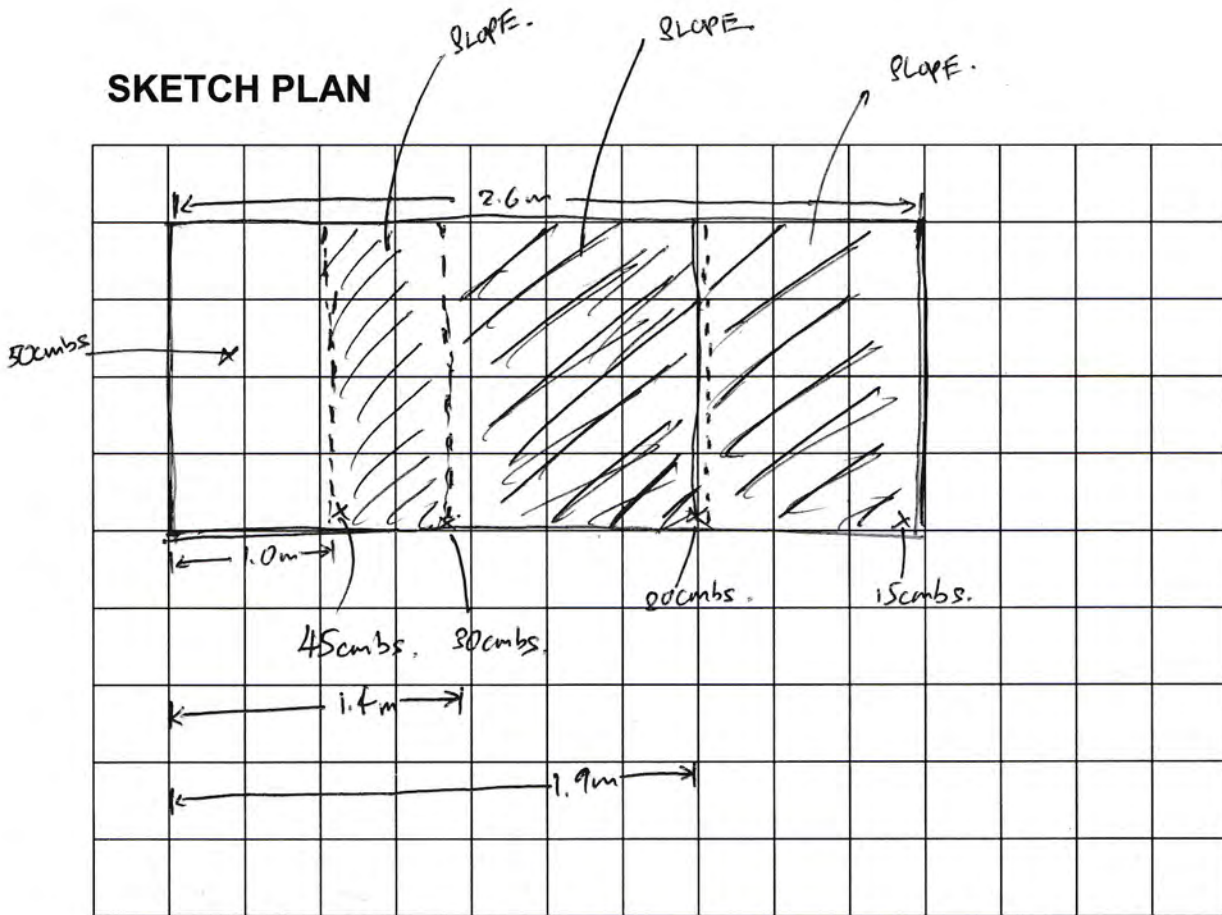 SLOPE.
SLOPE
SLOPE.
SKETCH PLAN
2.6m
50cmbs
1.0m
20cmbs.
15cmbs.
45cmbs.
30cmbs.
1.4m
1.9m